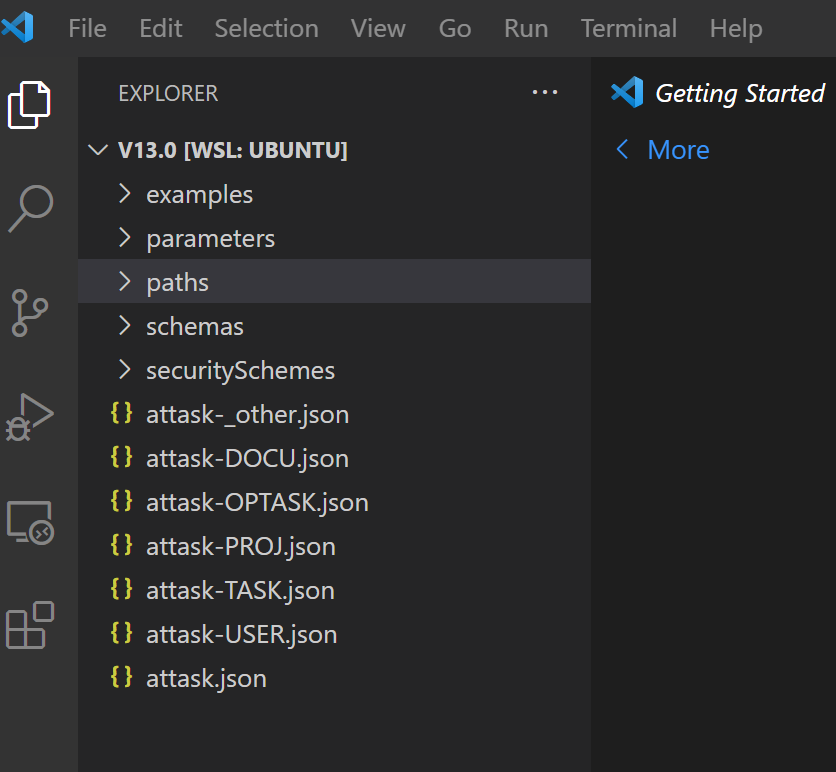 File Edit Selection View Go Run Terminal Help
EXPLORER
V13.0 [WSL: UBUNTU]
examples
parameters
paths
schemas
securitySchemes
attask-_other.json
attask-DOCU.json
attask-OPTASK.json
attask-PROJ.json
attask-TASK.json
attask-USER.json
attask.json
Getting Started
More